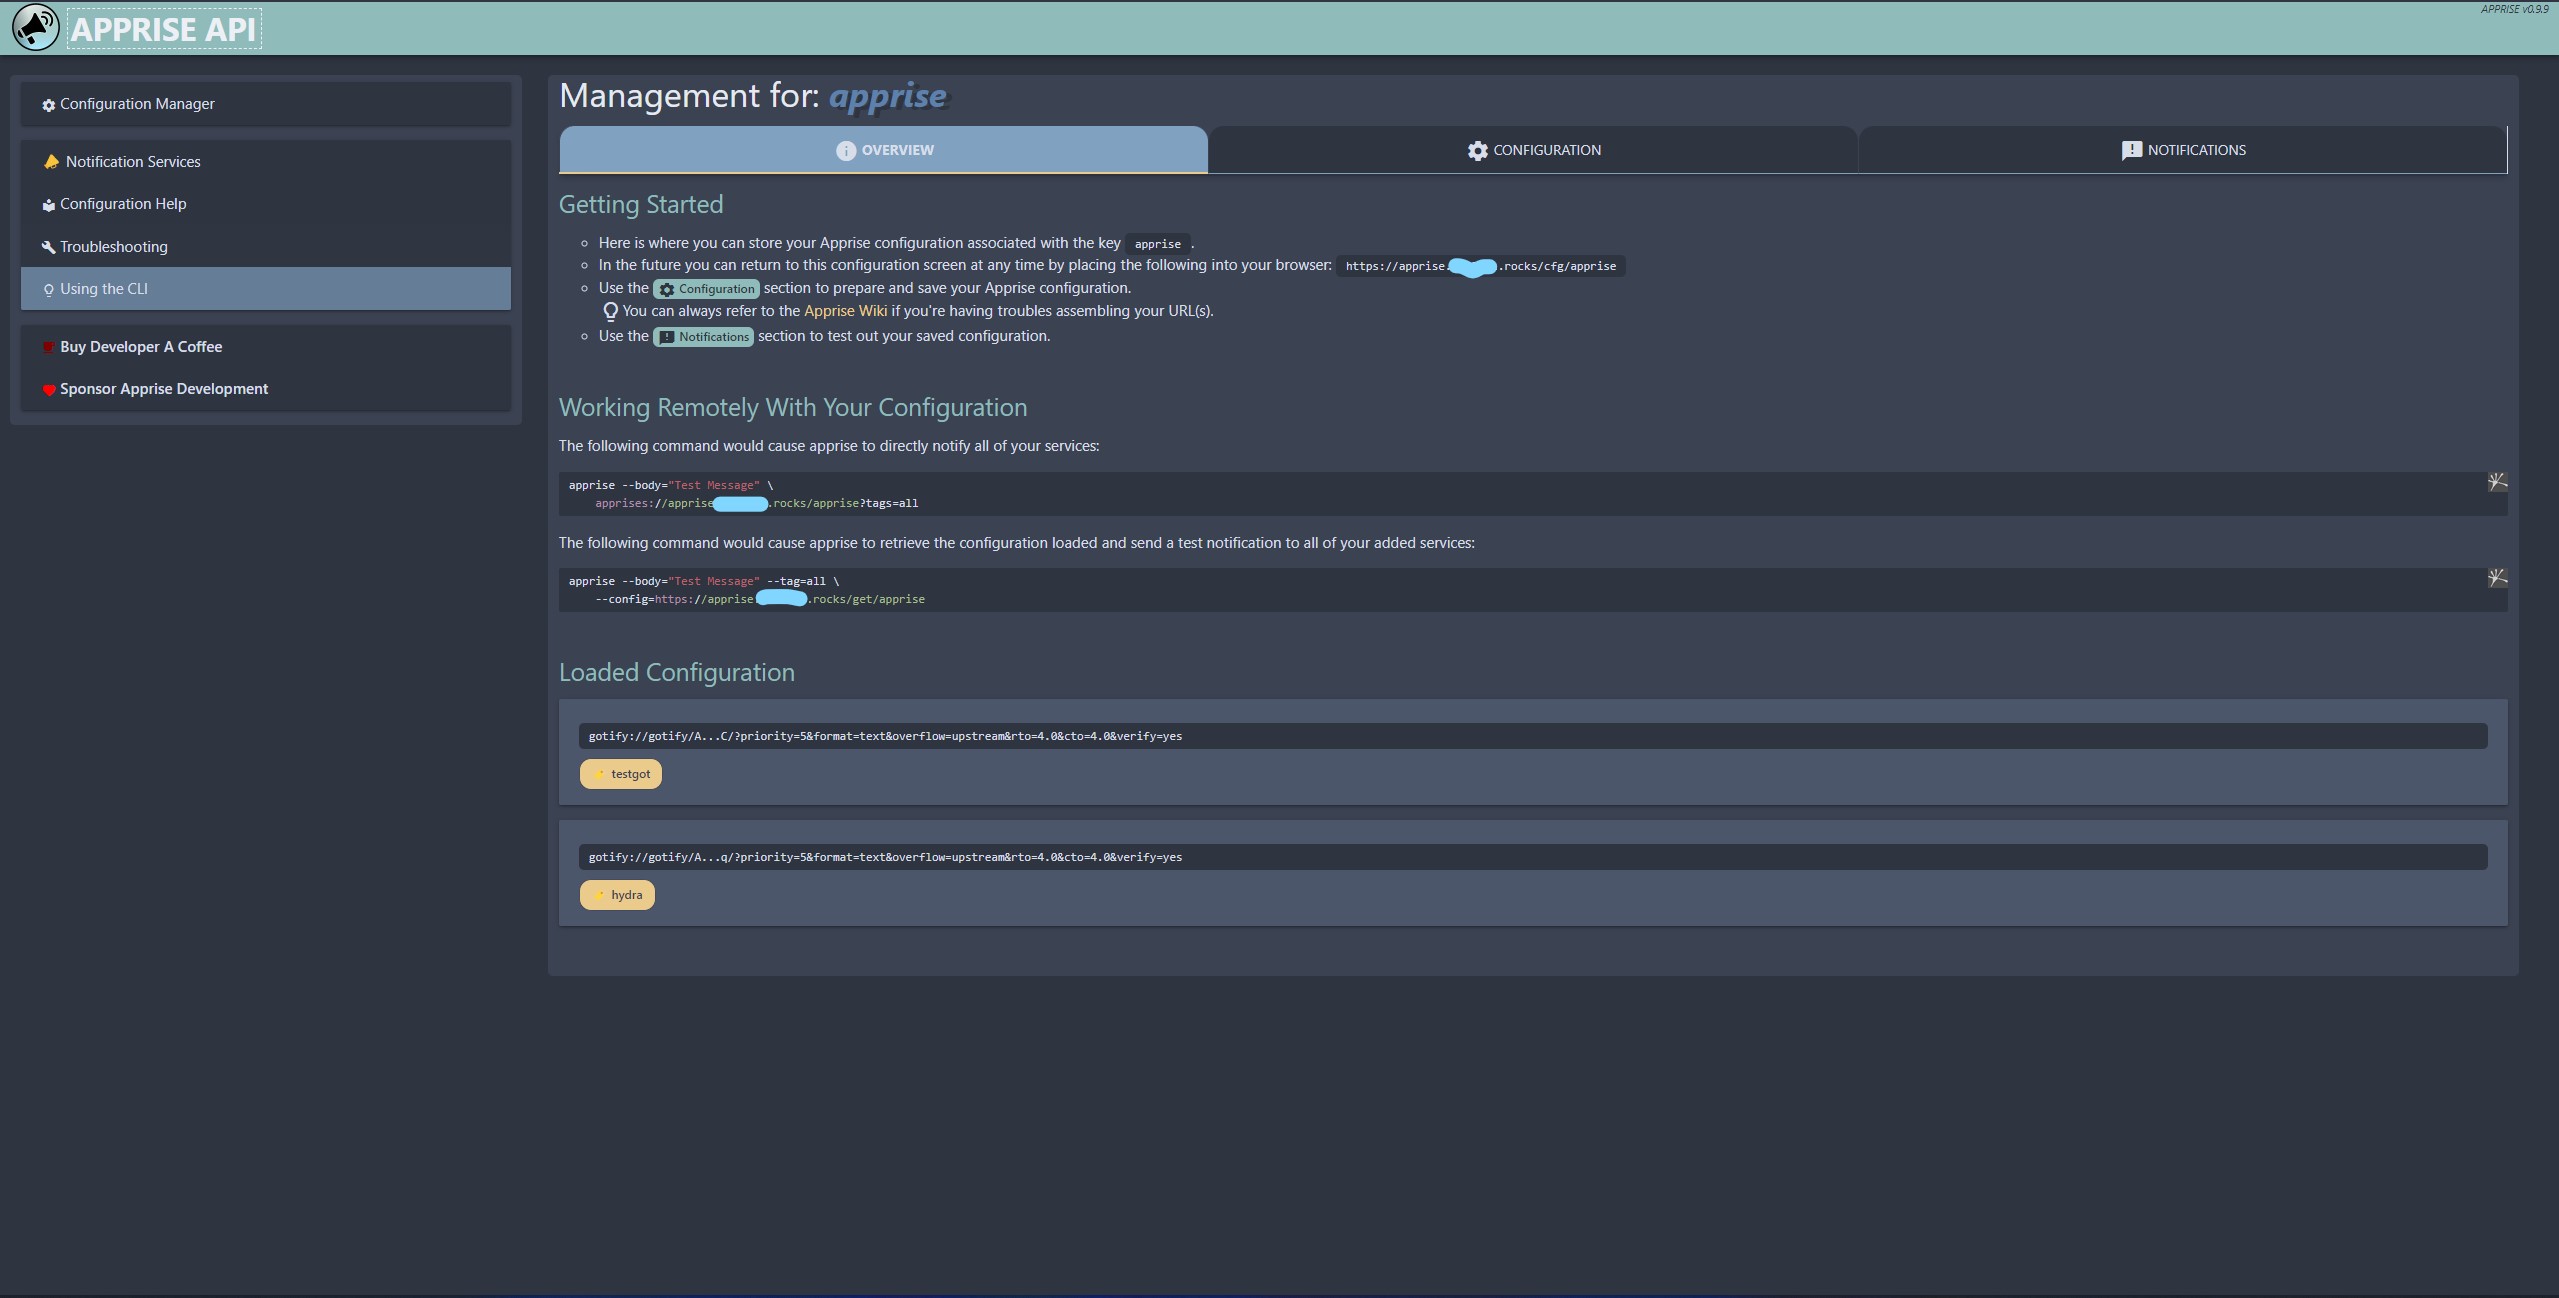 APPRISE API
APPRISE v0.9.9
Configuration Manager
Notification Services
Configuration Help
Troubleshooting
Using the CLI
Buy Developer A Coffee
Sponsor Apprise Development
Management for: apprise
OVERVIEW
CONFIGURATION
NOTIFICATIONS
Getting Started
Here is where you can store your Apprise configuration associated with the key apprise .
In the future you can return to this configuration screen at any time by placing the following into your browser: https://apprise. .rocks/cfg/apprise
Use the Configuration section to prepare and save your Apprise configuration.
You can always refer to the Apprise Wiki if you're having troubles assembling your URL(s).
Use the Notifications section to test out your saved configuration.
Working Remotely With Your Configuration
The following command would cause apprise to directly notify all of your services:
apprise --body="Test Message" \
apprises://apprise .rocks/apprise?tags=all
The following command would cause apprise to retrieve the configuration loaded and send a test notification to all of your added services:
apprise --body="Test Message" --tag=all \
--config=https://apprise. .rocks/get/apprise
Loaded Configuration
gotify://gotify/A...C/?priority=5&format=text&overflow=upstream&rto=4.0&cto=4.0&verify=yes
testgot
gotify://gotify/A...q/?priority=5&format=text&overflow=upstream&rto=4.0&cto=4.0&verify=yes
hydra